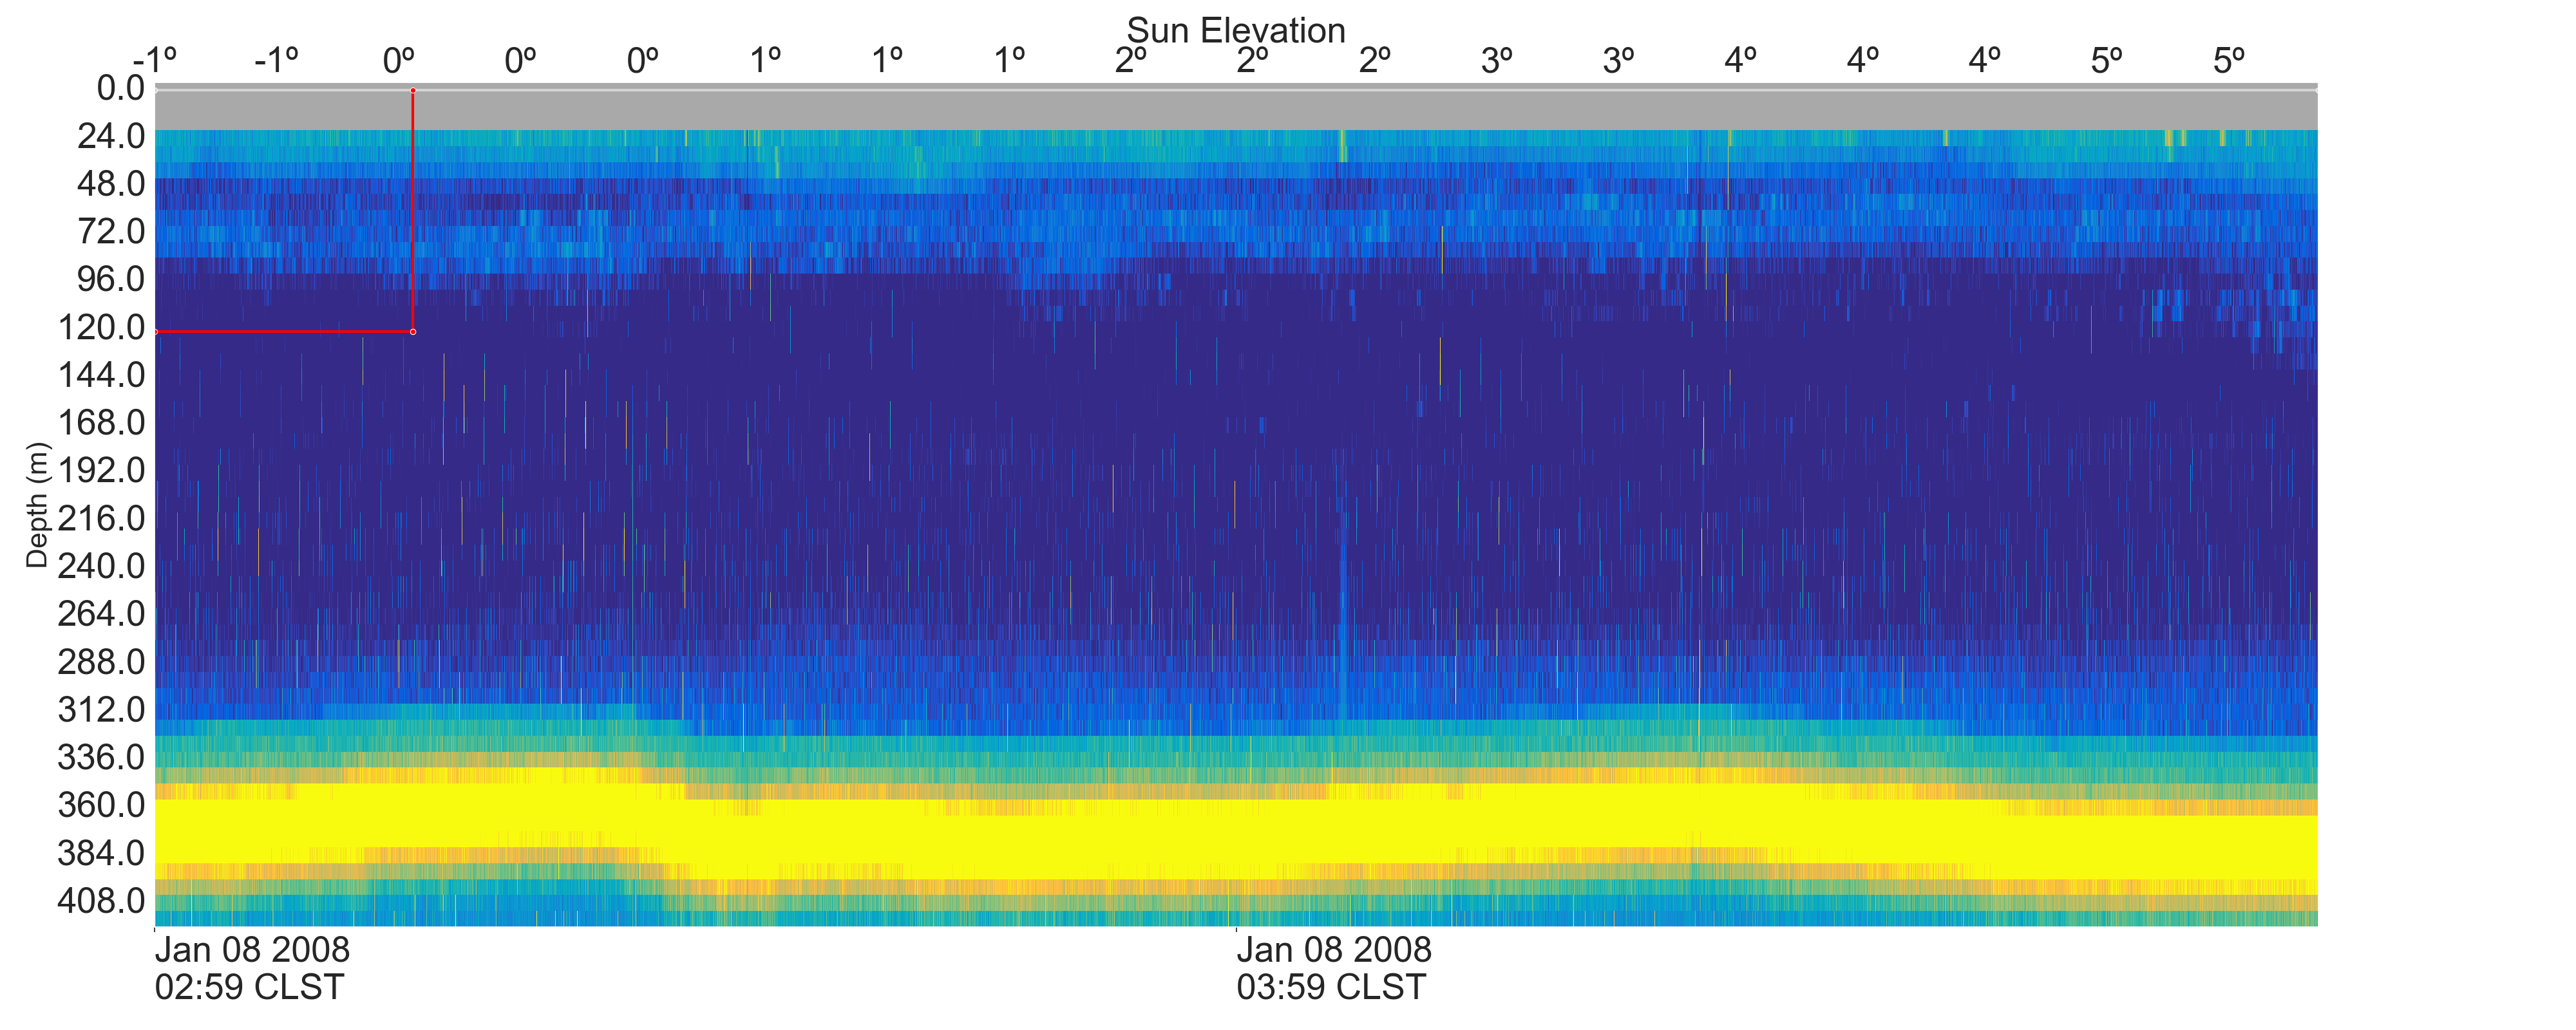 Sun Elevation
-1º -1º 0º 0º 0º 1º 1º 1º 2º 2º 2º 3º 3º 4º 4º 4º 5º 5º
0.0
24.0
48.0
72.0
96.0
120.0
144.0
168.0
192.0
216.0
240.0
264.0
288.0
312.0
336.0
360.0
384.0
408.0
Depth (m)
Jan 08 2008
02:59 CLST
Jan 08 2008
03:59 CLST